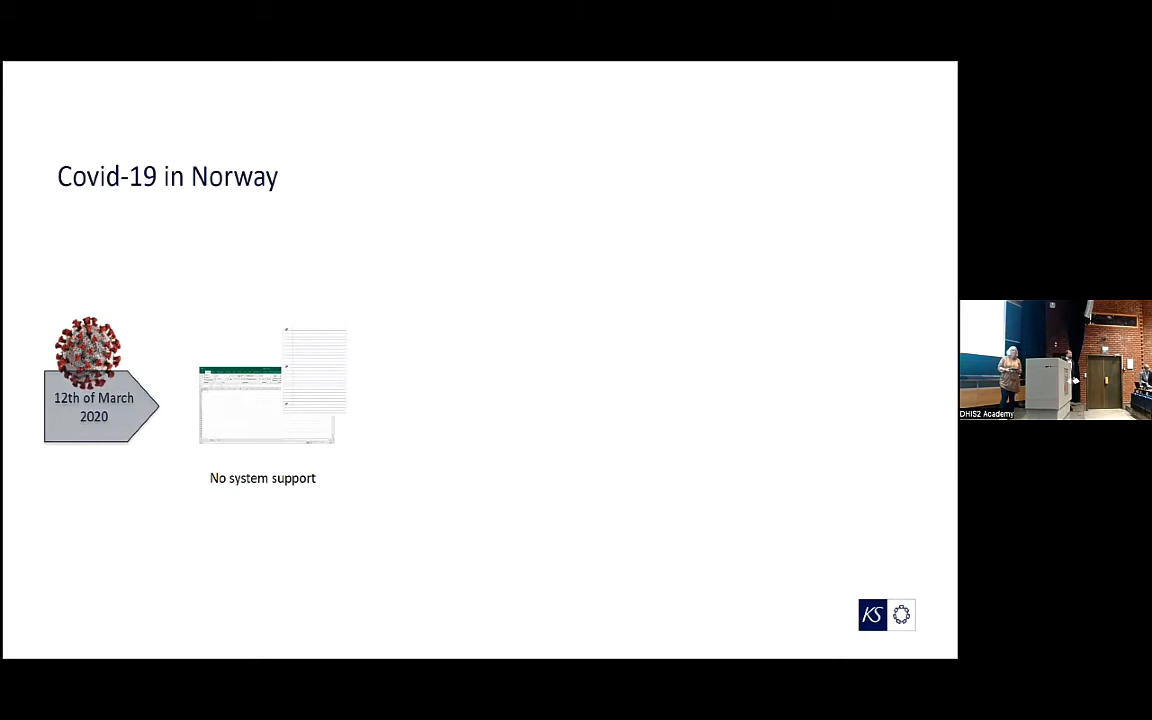 Covid-19 in Norway
12th of March
2020
No system support
KS
DHIS2 Academy